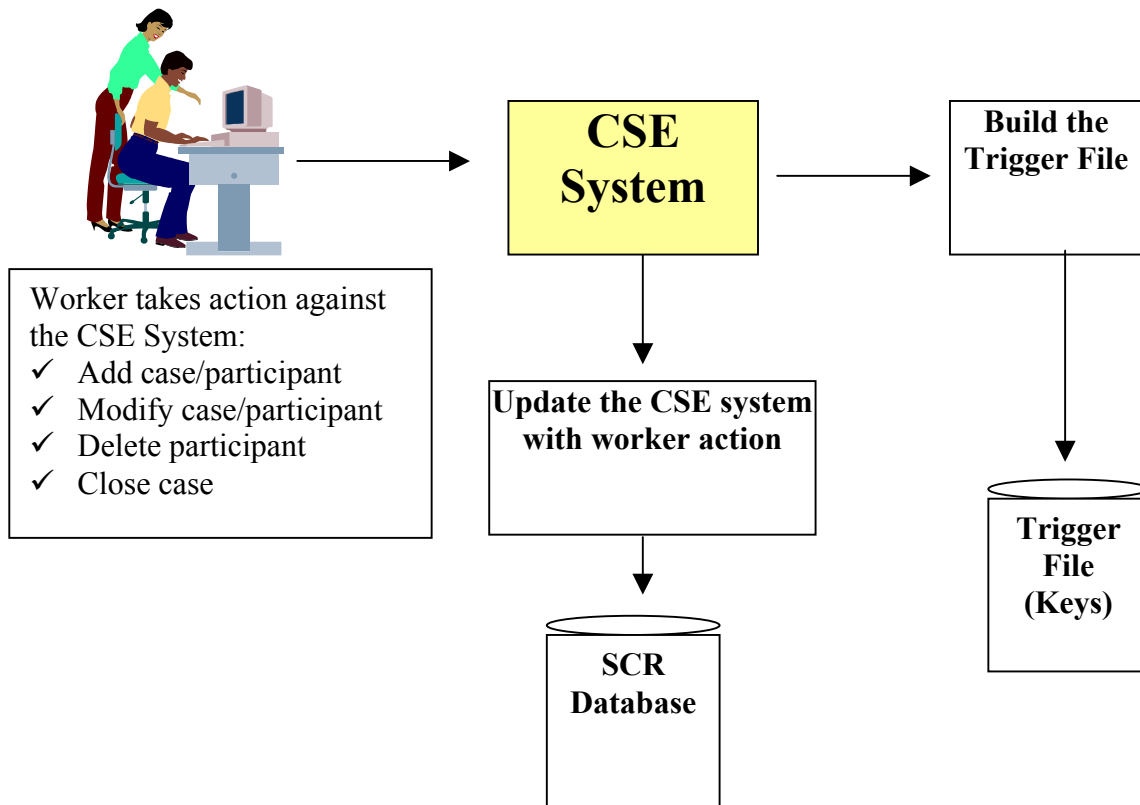 CSE
System
Build the
Trigger File
Worker takes action against
the CSE System:
✓ Add case/participant
✓ Modify case/participant
✓ Delete participant
✓ Close case
Update the CSE system
with worker action
Trigger
File
(Keys)
SCR
Database